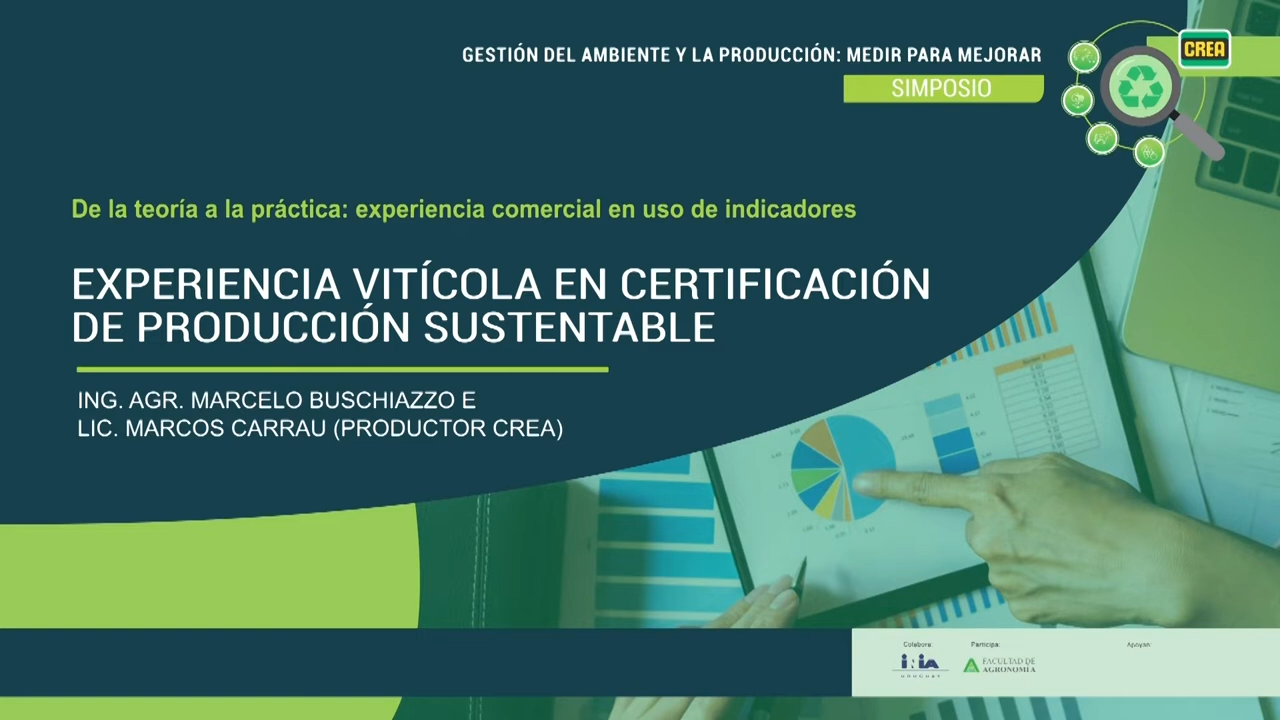 GESTIÓN DEL AMBIENTE Y LA PRODUCCIÓN: MEDIR PARA MEJORAR
SIMPOSIO
CREA
De la teoría a la práctica: experiencia comercial en uso de indicadores
EXPERIENCIA VITÍCOLA EN CERTIFICACIÓN
DE PRODUCCIÓN SUSTENTABLE
ING. AGR. MARCELO BUSCHIAZZO E
LIC. MARCOS CARRAU (PRODUCTOR CREA)
Colabora:
Participa:
Apoyan:
INIA
URUGUAY
FACULTAD DE
AGRONOMÍA